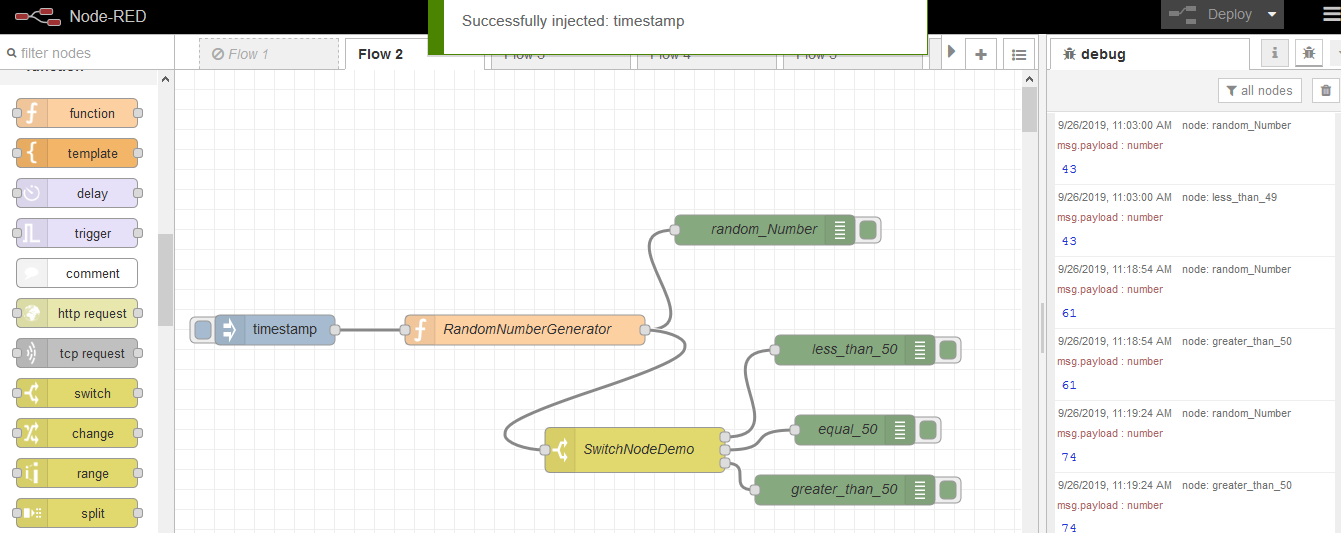 Node-RED
Successfully injected: timestamp
Deploy
filter nodes
Flow 1
Flow 2
debug
all nodes
function
template
delay
trigger
comment
http request
tcp request
switch
change
range
split
timestamp
RandomNumberGenerator
random_Number
SwitchNodeDemo
less_than_50
equal_50
greater_than_50
9/26/2019, 11:03:00 AM node: random_Number
msg.payload : number
43
9/26/2019, 11:03:00 AM node: less_than_49
msg.payload : number
43
9/26/2019, 11:18:54 AM node: random_Number
msg.payload : number
61
9/26/2019, 11:18:54 AM node: greater_than_50
msg.payload : number
61
9/26/2019, 11:19:24 AM node: random_Number
msg.payload : number
74
9/26/2019, 11:19:24 AM node: greater_than_50
msg.payload : number
74